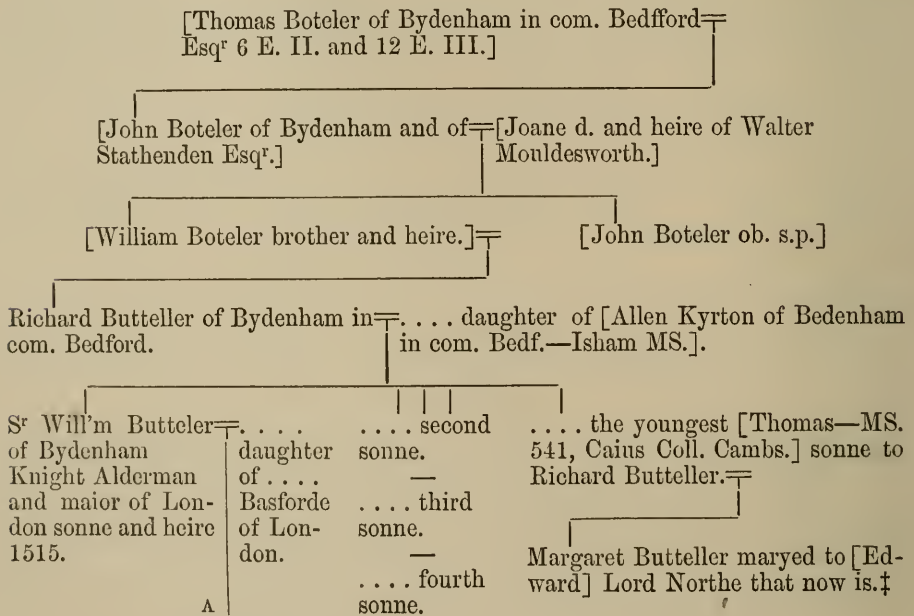 [Thomas Boteler of Bydenham in com. Bedfford
Esqʳ 6 E. II. and 12 E. III.]
[John Boteler of Bydenham and of
Stathenden Esqʳ.]
[Joane d. and heire of Walter
Mouldesworth.]
[William Boteler brother and heire.]
[John Boteler ob. s.p.]
Richard Butteller of Bydenham in
com. Bedford.
. . . . daughter of [Allen Kyrton of Bedenham
in com. Bedf.—Isham MS.].
Sʳ Will'm Butteler
of Bydenham
Knight Alderman
and maior of Lon-
don sonne and heire
1515.
. . . .
daughter
of . . . .
Basforde
of Lon-
don.
A
. . . . second
sonne.
—
. . . . third
sonne.
—
. . . . fourth
sonne.
. . . . the youngest [Thomas—MS.
541, Caius Coll. Cambs.] sonne to
Richard Butteller.
Margaret Butteller maryed to [Ed-
ward] Lord Northe that now is.‡